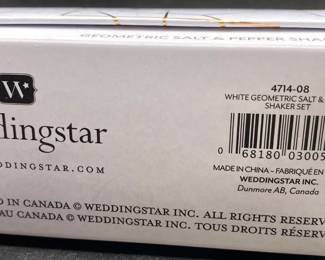 GEOMETRIC SALT & PEPPER SHA
W
dingstar
DDINGSTAR.COM
4714-08
WHITE GEOMETRIC SALT &
SHAKER SET
0 68180 03005
MADE IN CHINA - FABRIQUÉ EN
WEDDINGSTAR INC.
Dunmore AB, Canada
D IN CANADA © WEDDINGSTAR INC. ALL RIGHTS RESERV
AU CANADA © WEDDINGSTAR INC. TOUS DROITS RÉSERV